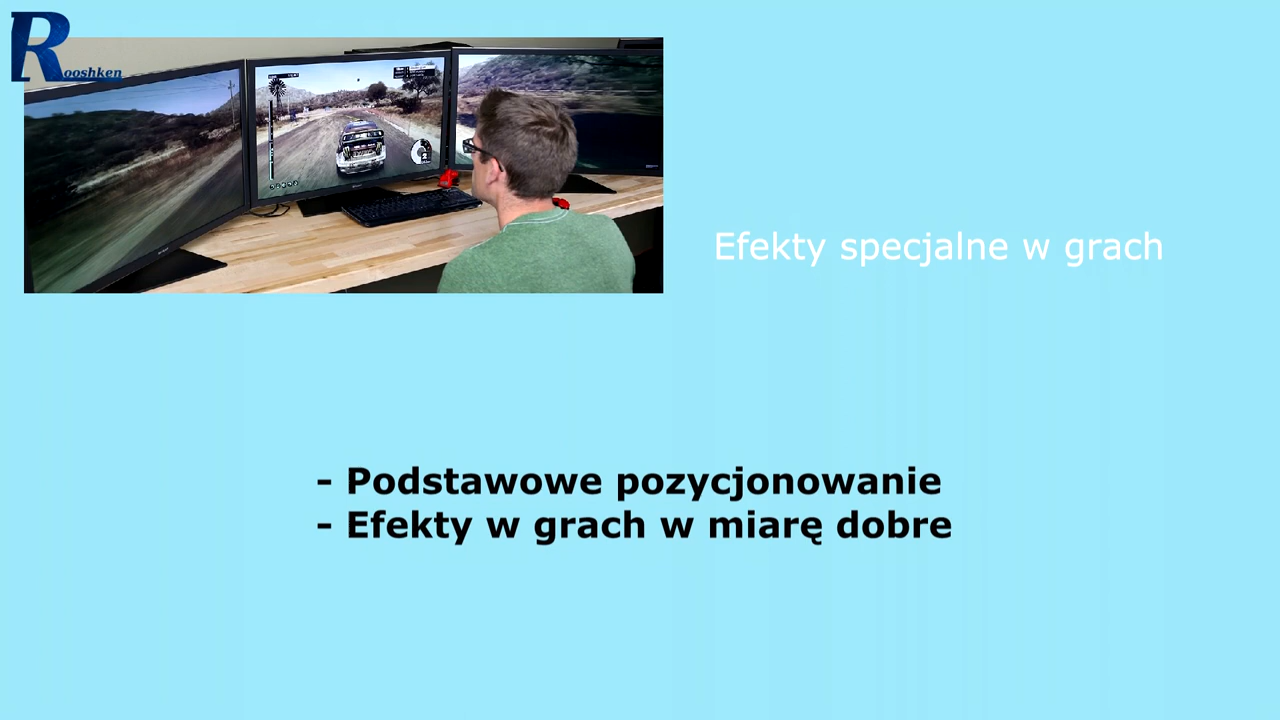 Rooshken
Efekty specjalne w grach
- Podstawowe pozycjonowanie
- Efekty w grach w miarę dobre